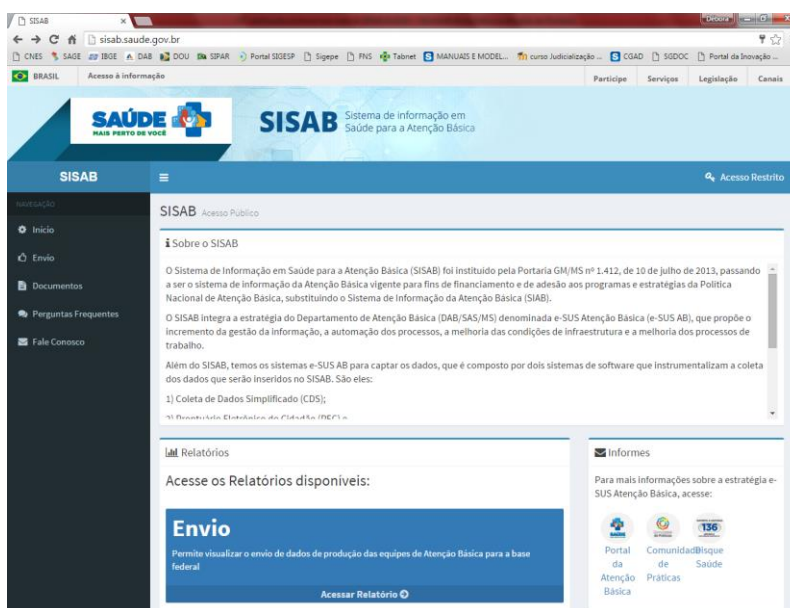 SISAB
Debora
sisab.saude.gov.br
CNES SAGE IBGE DAB DOU SIPAR Portal SIGESP Sigepe FNS Tabnet MANUAIS E MODEL... curso Judicialização ... CGAD SGDOC Portal da Inovação ...
BRASIL Acesso à informação Participe Serviços Legislação Canais
SAÚDE
MAIS PERTO DE VOCÊ
SISAB
Sistema de informação em
Saúde para a Atenção Básica
SISAB
Acesso Restrito
NAVEGAÇÃO
Inicio
Envio
Documentos
Perguntas Frequentes
Fale Conosco
SISAB Acesso Público
Sobre o SISAB
O Sistema de Informação em Saúde para a Atenção Básica (SISAB) foi instituído pela Portaria GM/MS nº 1.412, de 10 de julho de 2013, passando
a ser o sistema de informação da Atenção Básica vigente para fins de financiamento e de adesão aos programas e estratégias da Política
Nacional de Atenção Básica, substituindo o Sistema de Informação da Atenção Básica (SIAB).
O SISAB integra a estratégia do Departamento de Atenção Básica (DAB/SAS/MS) denominada e-SUS Atenção Básica (e-SUS AB), que propõe o
incremento da gestão da informação, a automação dos processos, a melhoria das condições de infraestrutura e a melhoria dos processos de
trabalho.
Além do SISAB, temos os sistemas e-SUS AB para captar os dados, que é composto por dois sistemas de software que instrumentalizam a coleta
dos dados que serão inseridos no SISAB. São eles:
1) Coleta de Dados Simplificado (CDS);
2) Prontuário Eletrônico do Cidadão (PEC) e
Relatórios
Acesse os Relatórios disponíveis:
Envio
Permite visualizar o envio de dados de produção das equipes de Atenção Básica para a base
federal
Acessar Relatório
Informes
Para mais informações sobre a estratégia e-
SUS Atenção Básica, acesse:
136
Portal
da
Atenção
Básica
Comunidade
de
Práticas
Disque
Saúde